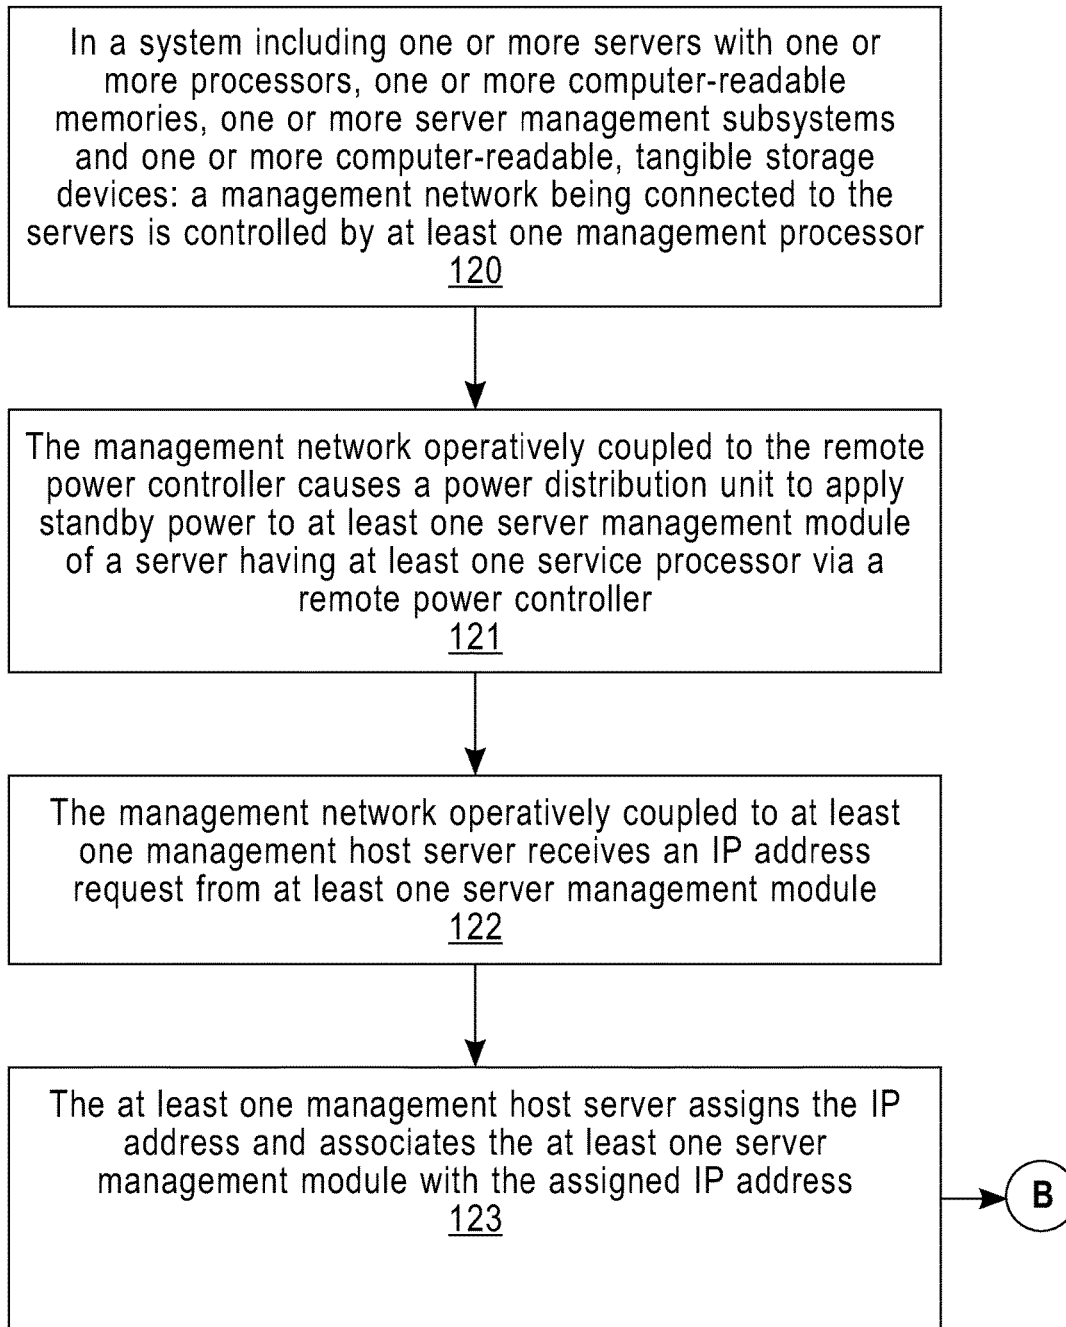 In a system including one or more servers with one or
more processors, one or more computer-readable
memories, one or more server management subsystems
and one or more computer-readable, tangible storage
devices: a management network being connected to the
servers is controlled by at least one management processor
120
The management network operatively coupled to the remote
power controller causes a power distribution unit to apply
standby power to at least one server management module
of a server having at least one service processor via a
remote power controller
121
The management network operatively coupled to at least
one management host server receives an IP address
request from at least one server management module
122
The at least one management host server assigns the IP
address and associates the at least one server
management module with the assigned IP address
123
B